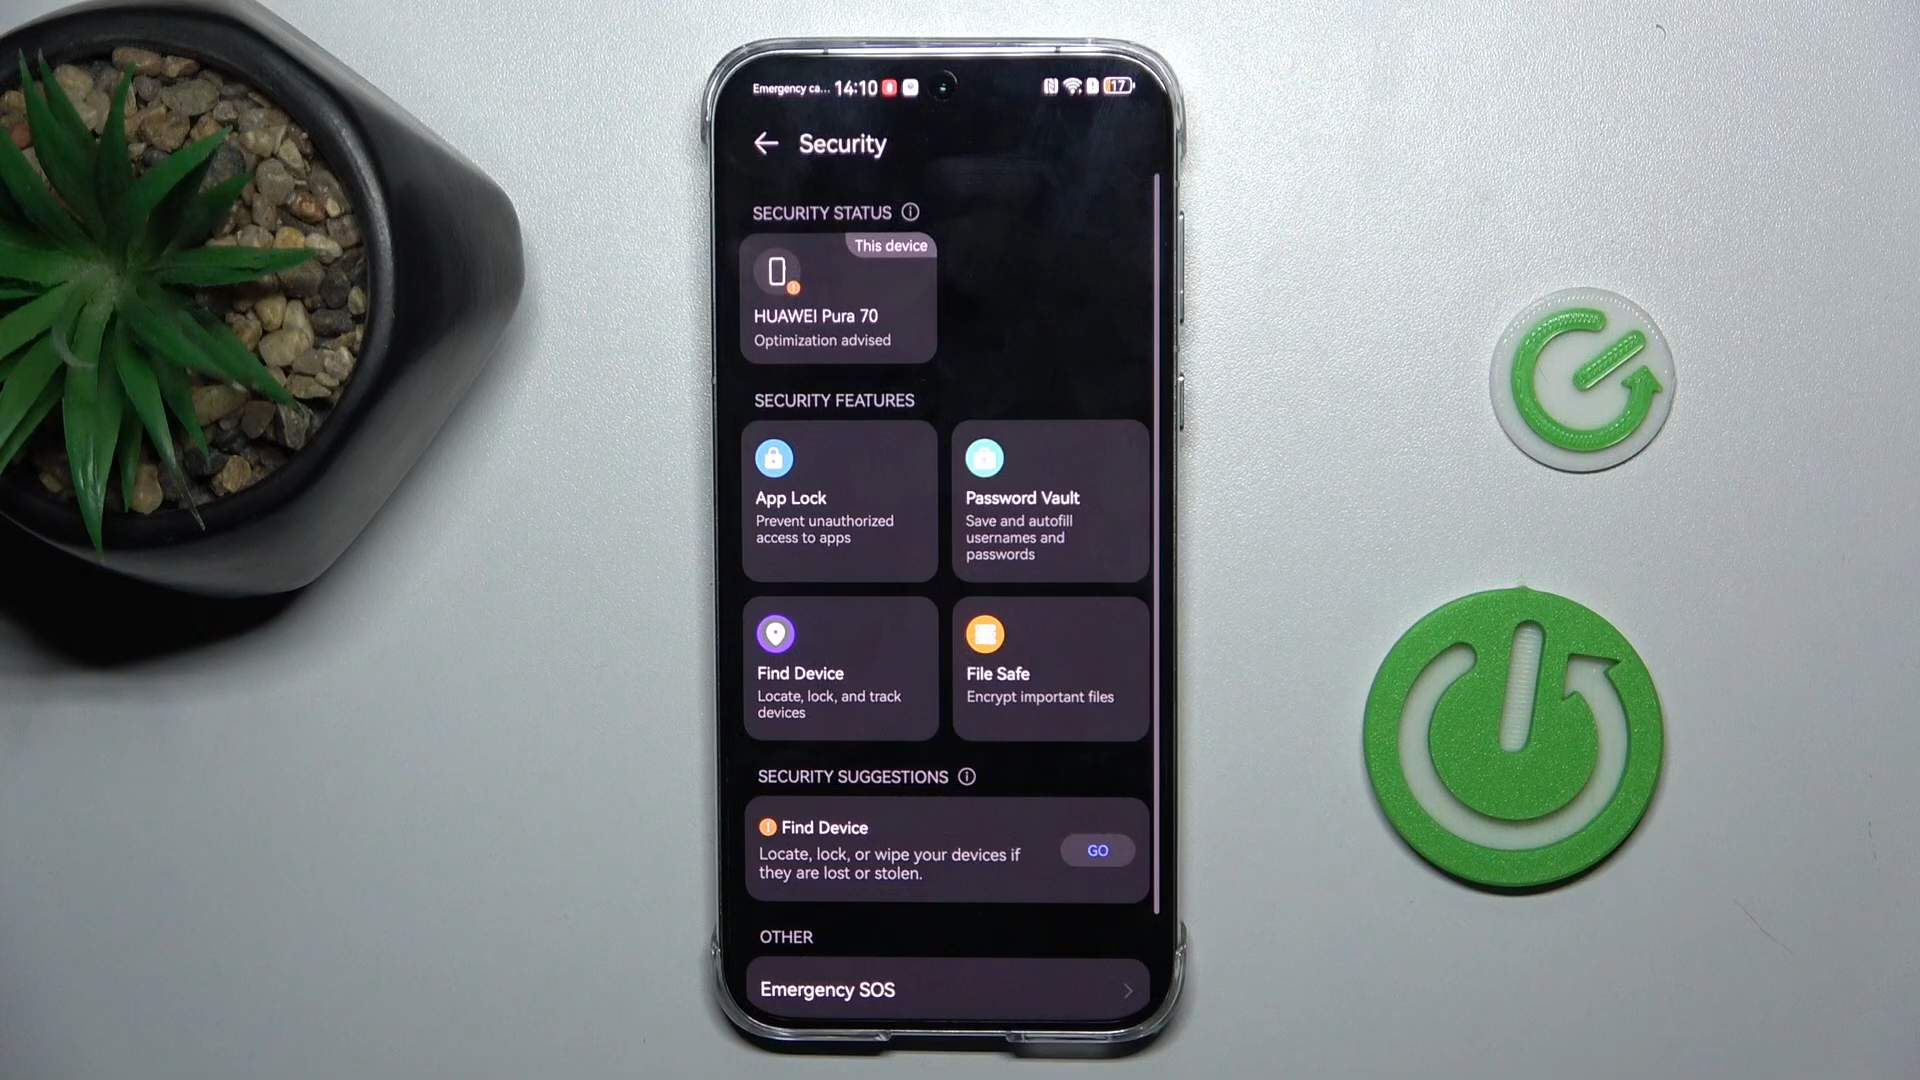 Emergency ca... 14:10
17
Security
SECURITY STATUS
This device
HUAWEI Pura 70
Optimization advised
SECURITY FEATURES
App Lock
Prevent unauthorized
access to apps
Password Vault
Save and autofill
usernames and
passwords
Find Device
Locate, lock, and track
devices
File Safe
Encrypt important files
SECURITY SUGGESTIONS
Find Device
Locate, lock, or wipe your devices if
they are lost or stolen.
GO
OTHER
Emergency SOS